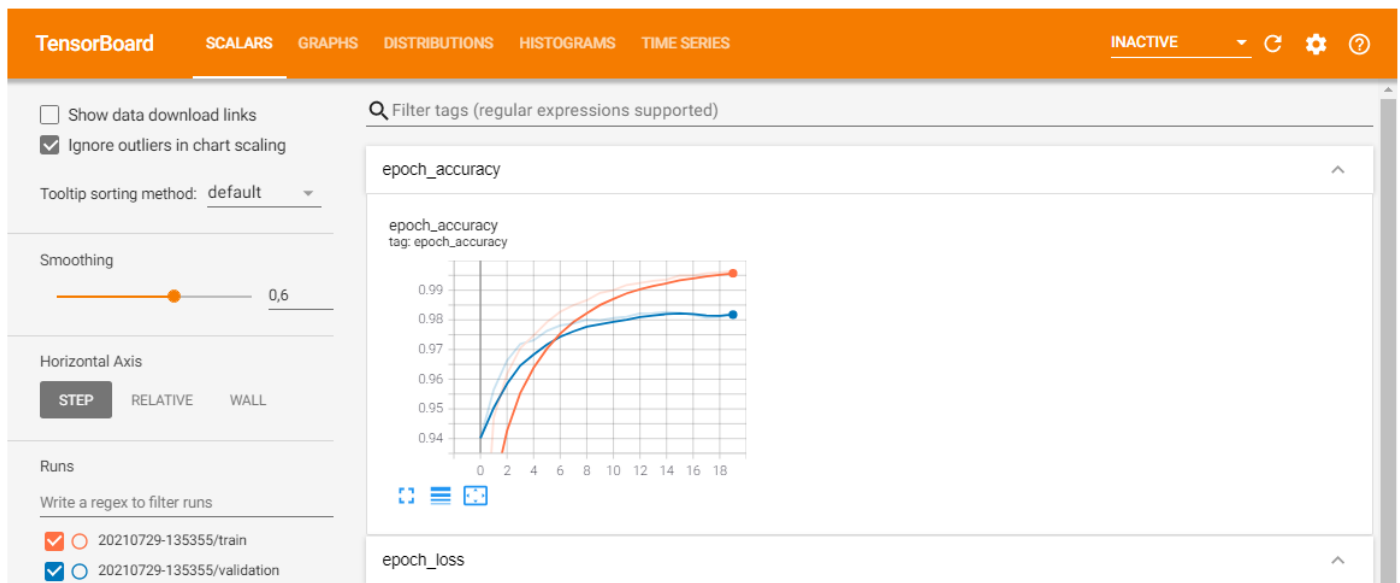 TensorBoard SCALARS GRAPHS DISTRIBUTIONS HISTOGRAMS TIME SERIES INACTIVE
Show data download links
Ignore outliers in chart scaling
Tooltip sorting method: default
Smoothing
0,6
Horizontal Axis
STEP RELATIVE WALL
Runs
Write a regex to filter runs
20210729-135355/train
20210729-135355/validation
Filter tags (regular expressions supported)
epoch_accuracy
epoch_accuracy
tag: epoch_accuracy
0.99
0.98
0.97
0.96
0.95
0.94
0 2 4 6 8 10 12 14 16 18
epoch_loss